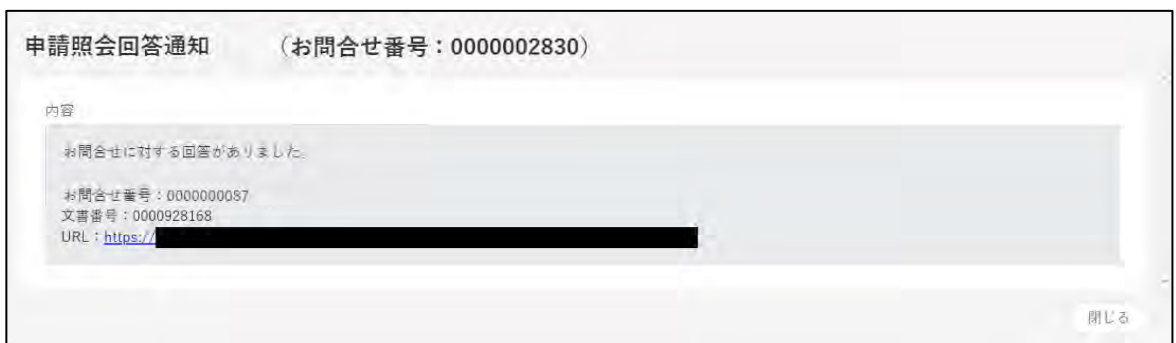 申請照会回答通知 （お問合せ番号：0000002830）
内容
お問合せに対する回答がありました。
お問合せ番号：0000000087
文書番号：0000928168
URL：https://
閉じる